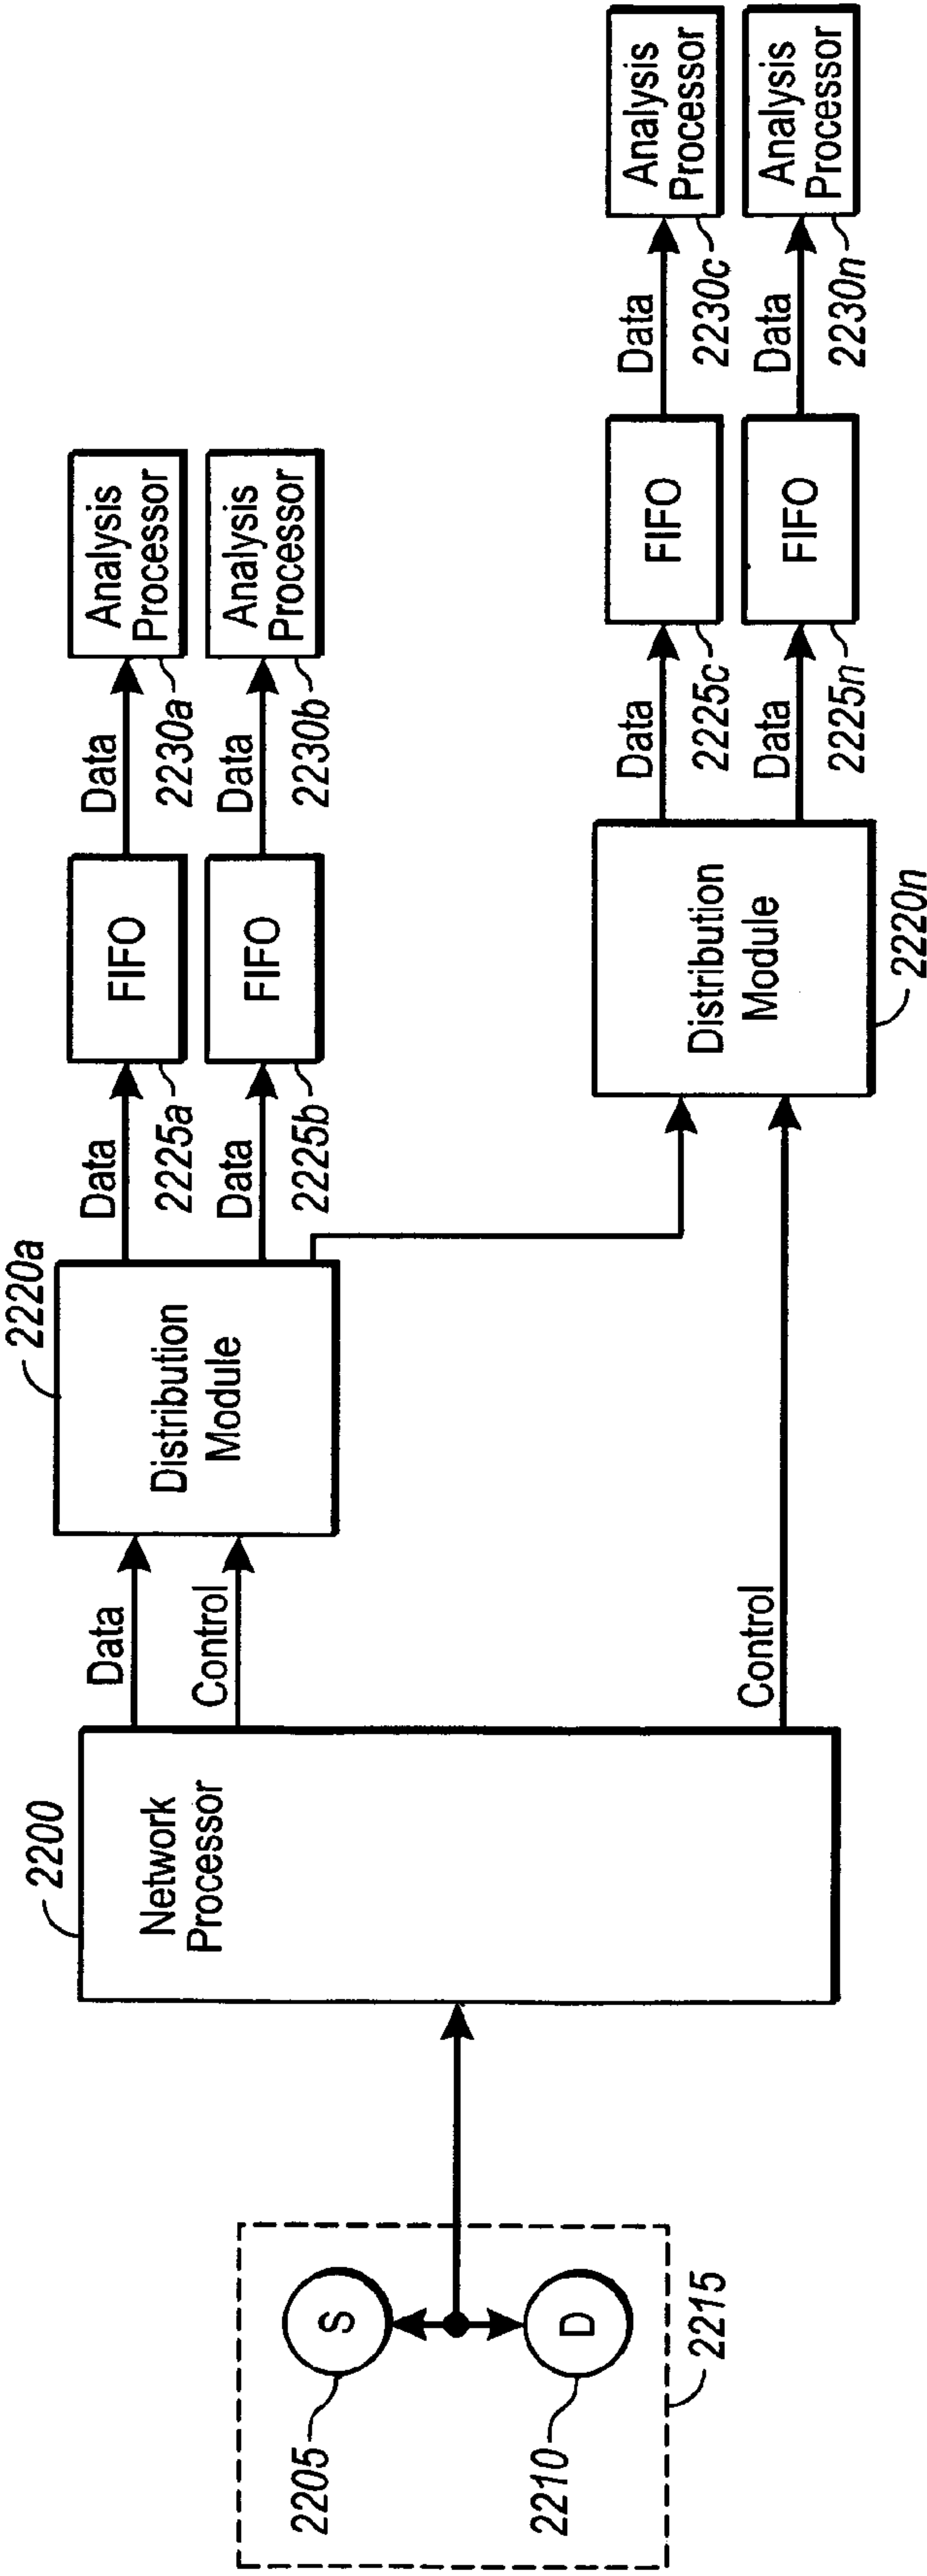 2205
S
2210
D
2215
2200
Network
Processor
Data
Control
Control
2220a
Distribution
Module
Data
2225a
FIFO
Data
2230a
Analysis
Processor
Data
2225b
FIFO
Data
2230b
Analysis
Processor
Distribution
Module
2220n
Data
2225c
FIFO
Data
2230c
Analysis
Processor
Data
2225n
FIFO
Data
2230n
Analysis
Processor